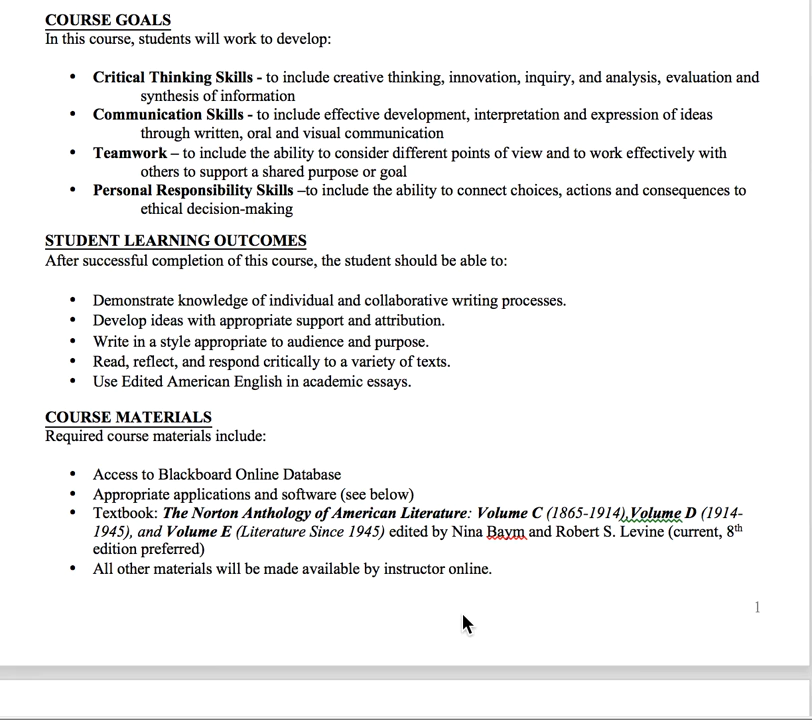 COURSE GOALS
In this course, students will work to develop:
• Critical Thinking Skills - to include creative thinking, innovation, inquiry, and analysis, evaluation and
synthesis of information
• Communication Skills - to include effective development, interpretation and expression of ideas
through written, oral and visual communication
• Teamwork – to include the ability to consider different points of view and to work effectively with
others to support a shared purpose or goal
• Personal Responsibility Skills –to include the ability to connect choices, actions and consequences to
ethical decision-making
STUDENT LEARNING OUTCOMES
After successful completion of this course, the student should be able to:
• Demonstrate knowledge of individual and collaborative writing processes.
• Develop ideas with appropriate support and attribution.
• Write in a style appropriate to audience and purpose.
• Read, reflect, and respond critically to a variety of texts.
• Use Edited American English in academic essays.
COURSE MATERIALS
Required course materials include:
• Access to Blackboard Online Database
• Appropriate applications and software (see below)
• Textbook: The Norton Anthology of American Literature: Volume C (1865-1914),Volume D (1914-
1945), and Volume E (Literature Since 1945) edited by Nina Baym and Robert S. Levine (current, 8th
edition preferred)
• All other materials will be made available by instructor online.
1